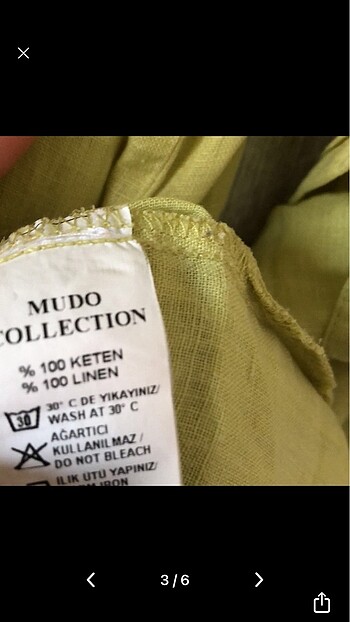 MUDO
COLLECTION
% 100 KETEN
% 100 LINEN
30
30° C DE YIKAYINIZ/
WASH AT 30° C
AĞARTICI
KULLANILMAZ /
DO NOT BLEACH
ILIK ÜTÜ YAPINIZ/
IRON
3/6